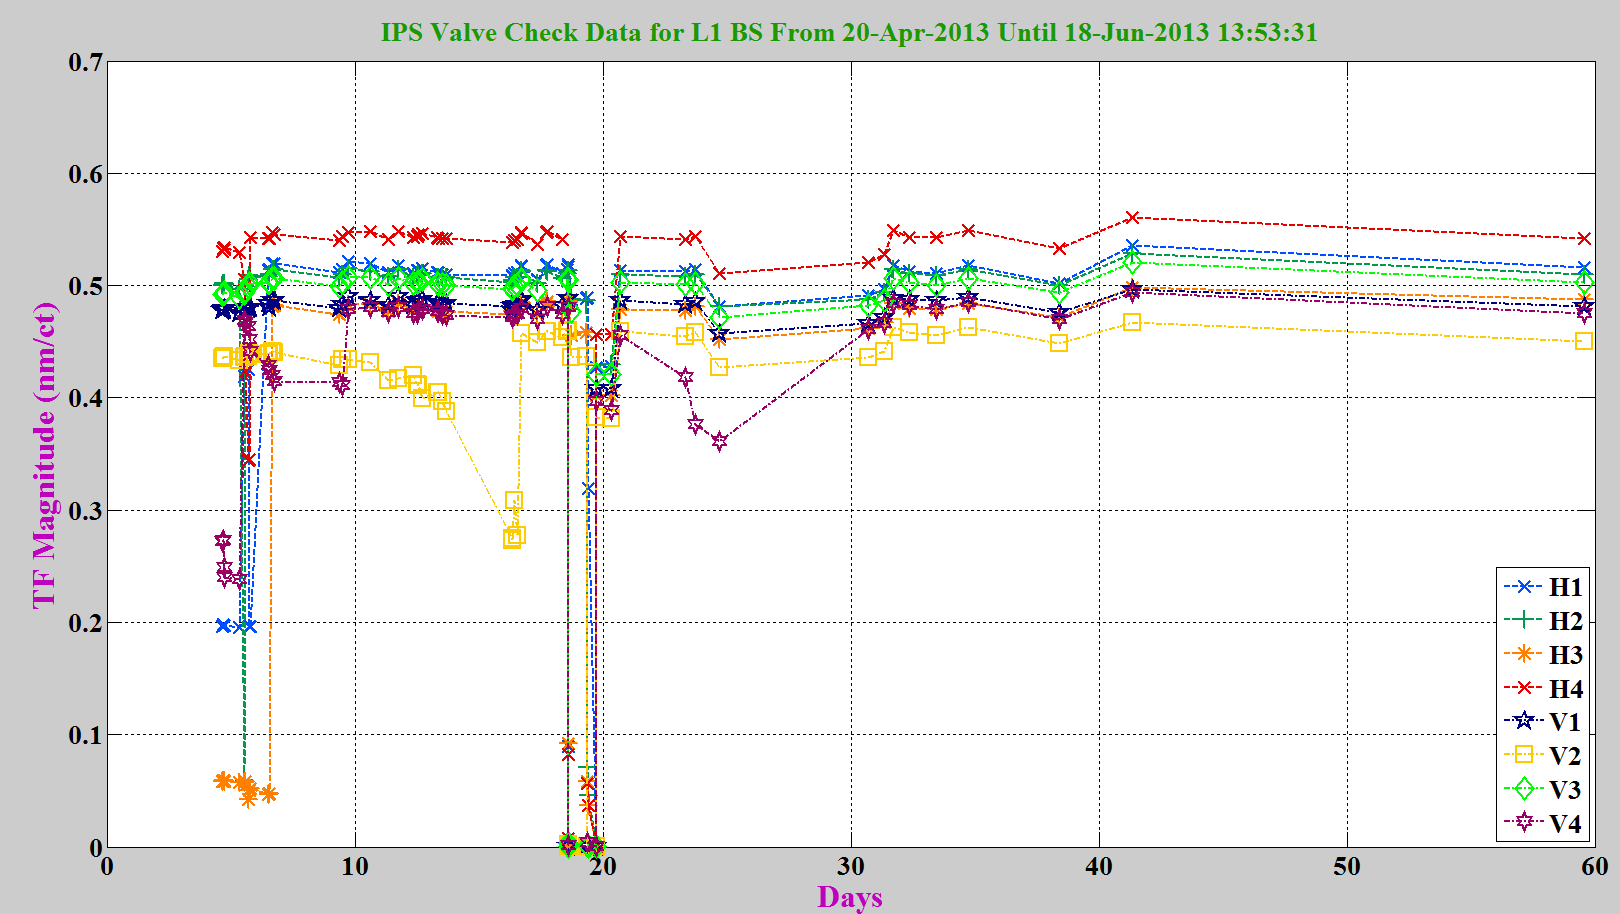 IPS Valve Check Data for L1 BS From 20-Apr-2013 Until 18-Jun-2013 13:53:31
0.7
0.6
0.5
0.4
0.3
0.2
0.1
0
TF Magnitude (nm/ct)
0 10 20 30 40 50 60
Days
H1
H2
H3
H4
V1
V2
V3
V4